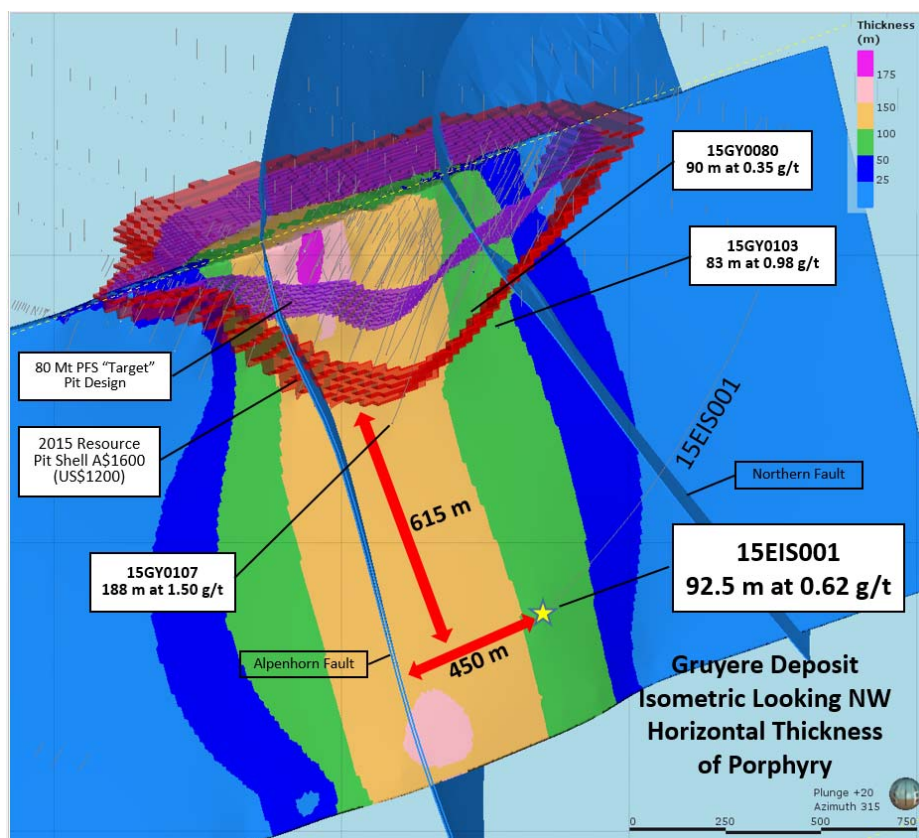 Thickness
(m)
175
150
100
50
25
15GY0080
90 m at 0.35 g/t
15GY0103
83 m at 0.98 g/t
80 Mt PFS “Target”
Pit Design
2015 Resource
Pit Shell A$1600
(US$1200)
15EIS001
Northern Fault
615 m
15GY0107
188 m at 1.50 g/t
15EIS001
92.5 m at 0.62 g/t
Alpenhorn Fault
450 m
Gruyere Deposit
Isometric Looking NW
Horizontal Thickness
of Porphyry
Plunge +20
Azimuth 315
0 250 500 750